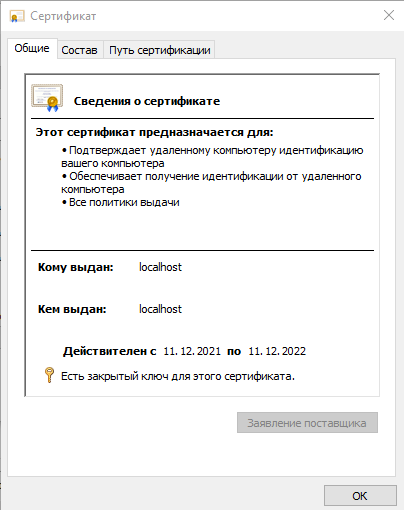 Сертификат
Общие Состав Путь сертификации
Сведения о сертификате
Этот сертификат предназначается для:
• Подтверждает удаленному компьютеру идентификацию
вашего компьютера
• Обеспечивает получение идентификации от удаленного
компьютера
• Все политики выдачи
Кому выдан: localhost
Кем выдан: localhost
Действителен с 11.12.2021 по 11.12.2022
Есть закрытый ключ для этого сертификата.
Заявление поставщика
ОК